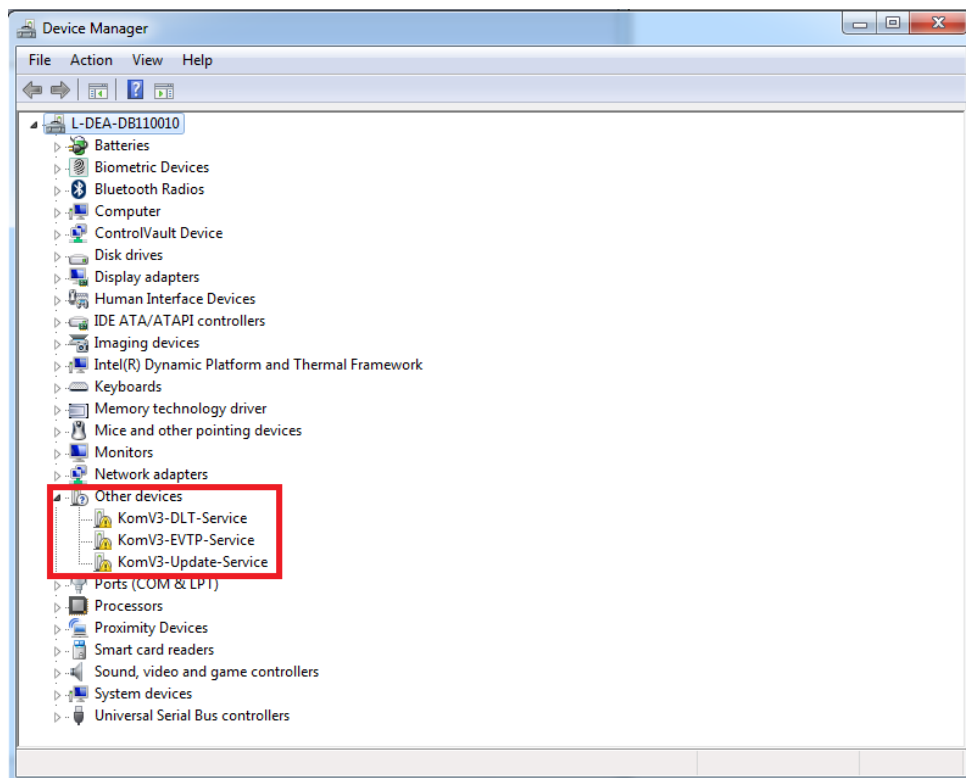 Device Manager
File Action View Help
L-DEA-DB110010
Batteries
Biometric Devices
Bluetooth Radios
Computer
ControlVault Device
Disk drives
Display adapters
Human Interface Devices
IDE ATA/ATAPI controllers
Imaging devices
Intel(R) Dynamic Platform and Thermal Framework
Keyboards
Memory technology driver
Mice and other pointing devices
Monitors
Network adapters
Other devices
KomV3-DLT-Service
KomV3-EVTP-Service
KomV3-Update-Service
Ports (COM & LPT)
Processors
Proximity Devices
Smart card readers
Sound, video and game controllers
System devices
Universal Serial Bus controllers